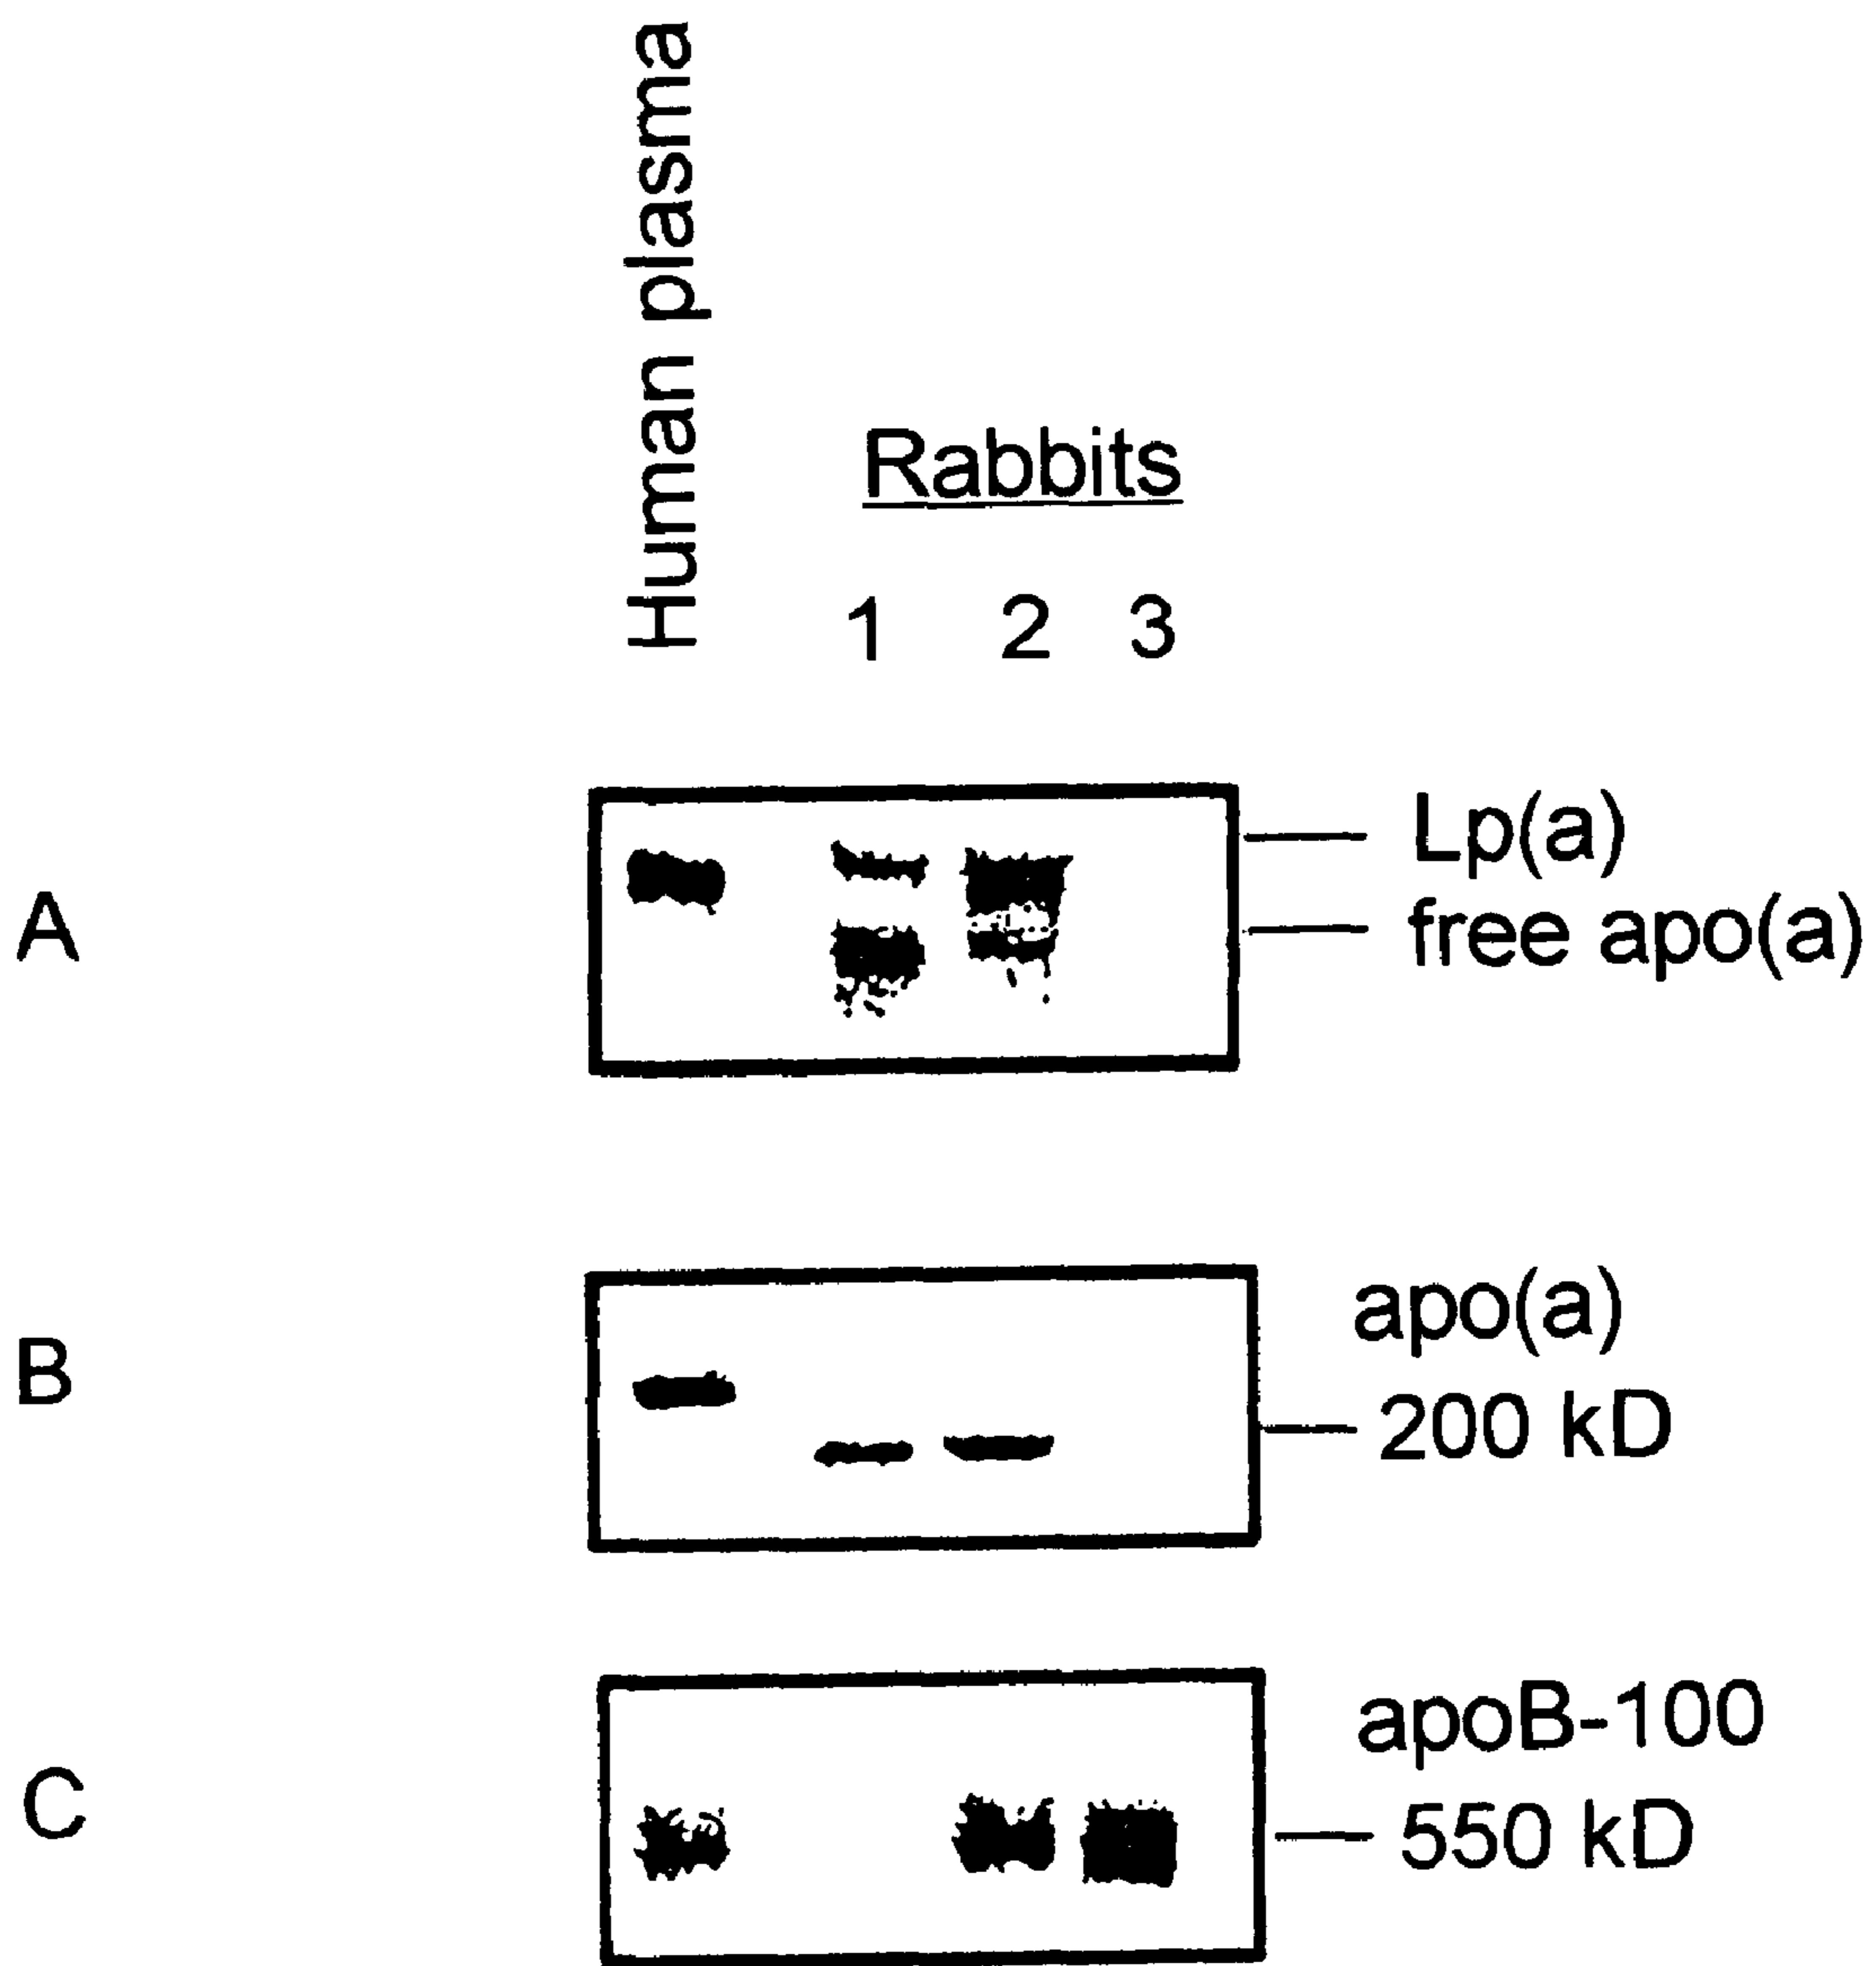 Human plasma
Rabbits
1 2 3
A
Lp(a)
free apo(a)
B
apo(a)
200 kD
C
apoB-100
550 kD